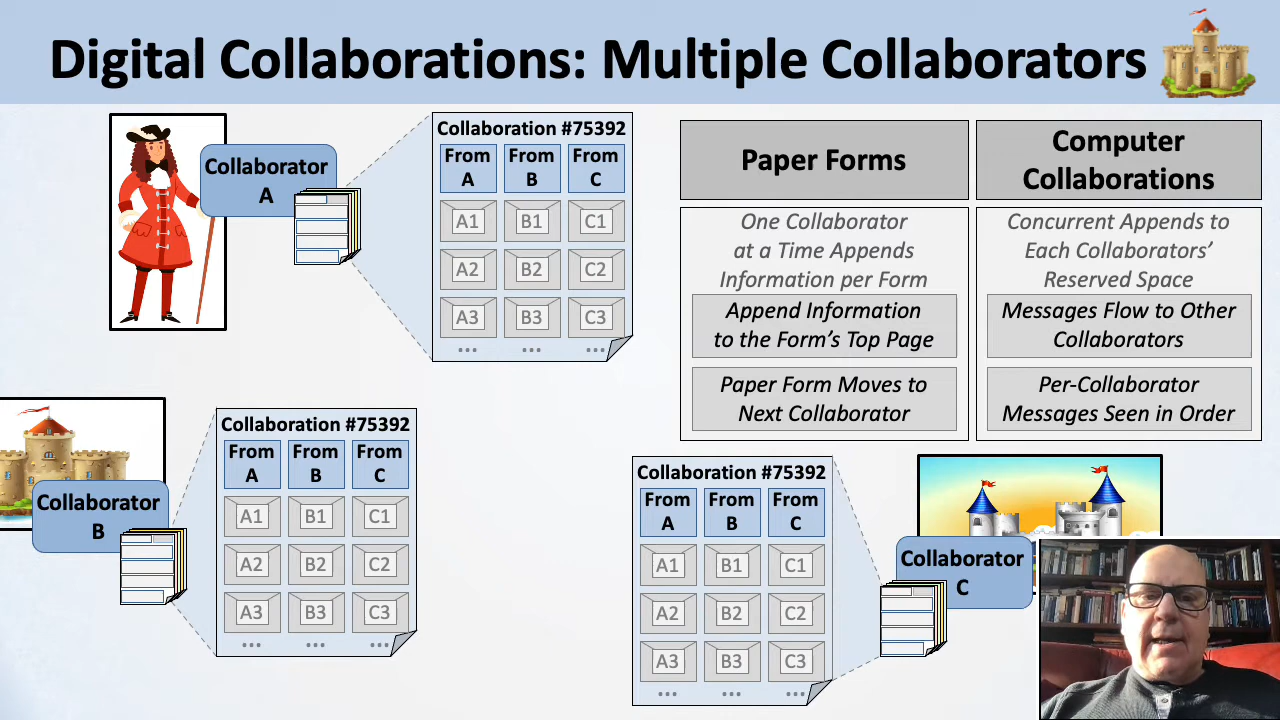 Digital Collaborations: Multiple Collaborators
Collaborator
A
Collaboration #75392
From
A
From
B
From
C
A1 B1 C1
A2 B2 C2
A3 B3 C3
... ... ...
Paper Forms
Computer
Collaborations
One Collaborator
at a Time Appends
Information per Form
Concurrent Appends to
Each Collaborators’
Reserved Space
Append Information
to the Form’s Top Page
Messages Flow to Other
Collaborators
Paper Form Moves to
Next Collaborator
Per-Collaborator
Messages Seen in Order
Collaborator
B
Collaboration #75392
From
A
From
B
From
C
A1 B1 C1
A2 B2 C2
A3 B3 C3
... ... ...
Collaboration #75392
From
A
From
B
From
C
A1 B1 C1
A2 B2 C2
A3 B3 C3
... ... ...
Collaborator
C